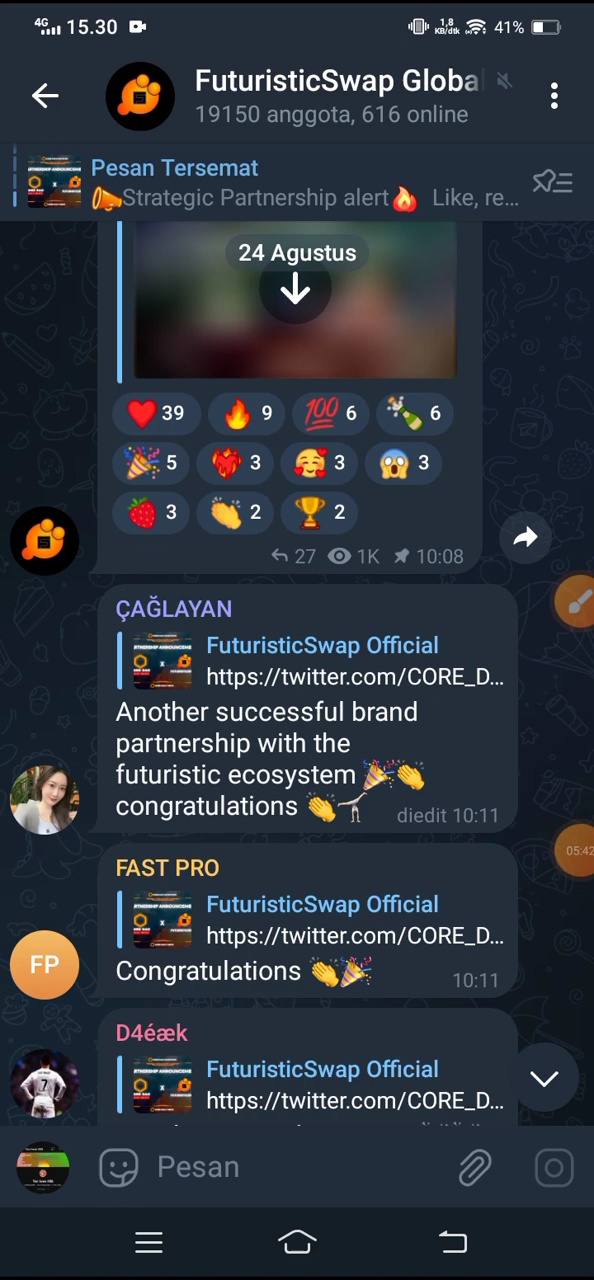 4G 15.30 1,8 KB/dtk 41%
FuturisticSwap Globa
19150 anggota, 616 online
Pesan Tersemat
📣Strategic Partnership alert🔥 Like, re...
24 Agustus
❤️ 39 🔥 9 💯 6 🍾 6
🎉 5 ❤️‍🔥 3 🥰 3 😱 3
🍓 3 👏 2 🏆 2
27 1K 10:08
ÇAĞLAYAN
FuturisticSwap Official
https://twitter.com/CORE_D...
Another successful brand
partnership with the
futuristic ecosystem 🎉👏
congratulations 👏🤸 diedit 10:11
05:42
FAST PRO
FuturisticSwap Official
https://twitter.com/CORE_D...
FP
Congratulations 👏🎉 10:11
D4éæk
FuturisticSwap Official
https://twitter.com/CORE_D...
Pesan